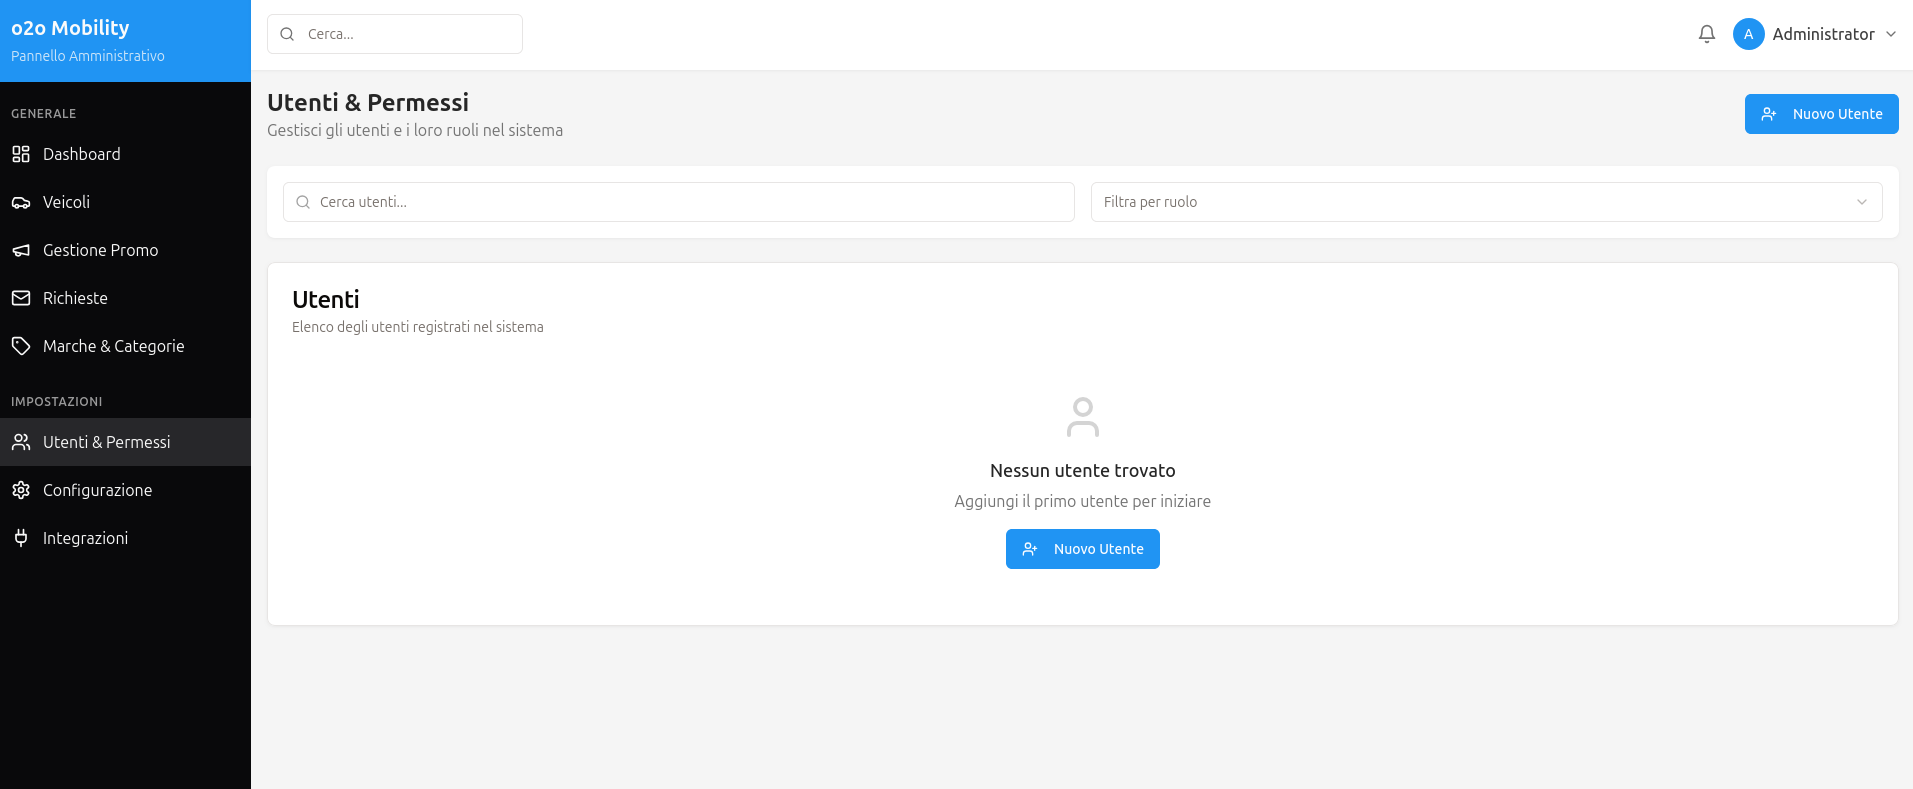 o2o Mobility
Pannello Amministrativo
GENERALE
Dashboard
Veicoli
Gestione Promo
Richieste
Marche & Categorie
IMPOSTAZIONI
Utenti & Permessi
Configurazione
Integrazioni
Cerca...
A Administrator
Utenti & Permessi
Gestisci gli utenti e i loro ruoli nel sistema
Nuovo Utente
Cerca utenti...
Filtra per ruolo
Utenti
Elenco degli utenti registrati nel sistema
Nessun utente trovato
Aggiungi il primo utente per iniziare
Nuovo Utente